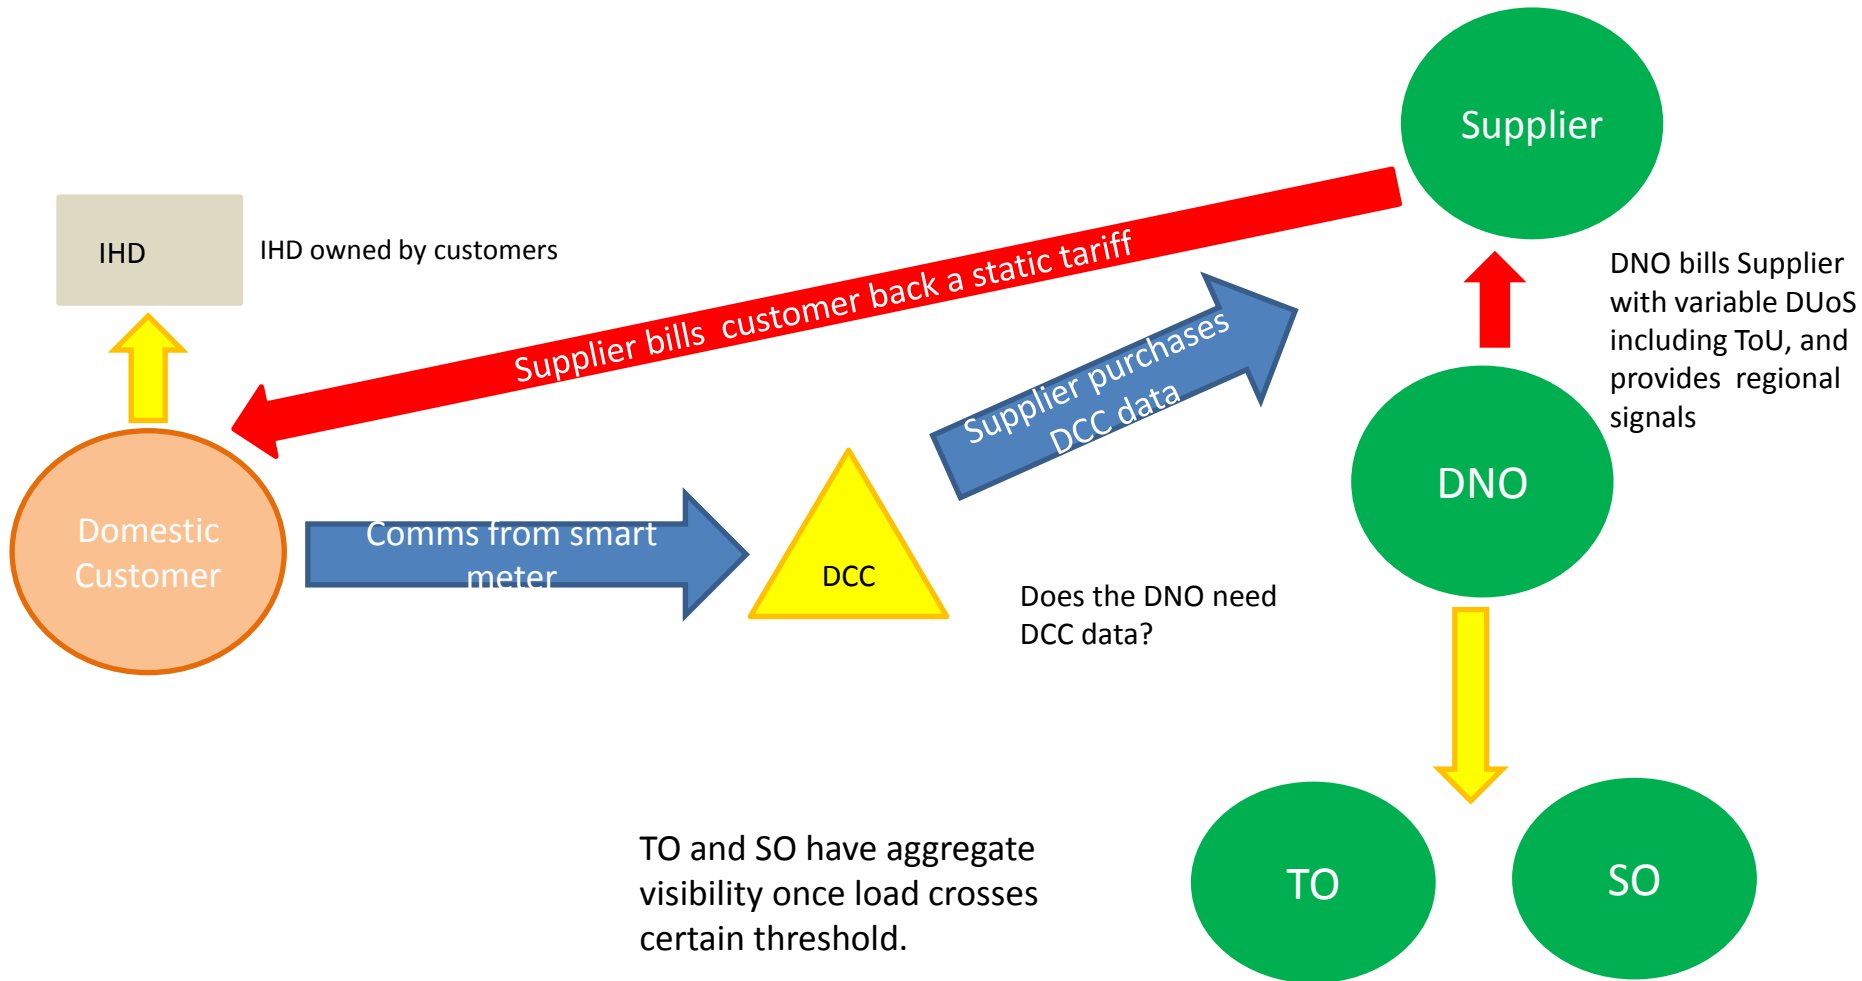 Supplier
IHD
IHD owned by customers
Supplier bills  customer back a static tariff
DNO bills Supplier
with variable DUoS
including ToU, and
provides  regional
signals
Supplier purchases
DCC data
DNO
Domestic
Customer
Comms from smart
meter
DCC
Does the DNO need
DCC data?
TO and SO have aggregate
visibility once load crosses
certain threshold.
TO
SO